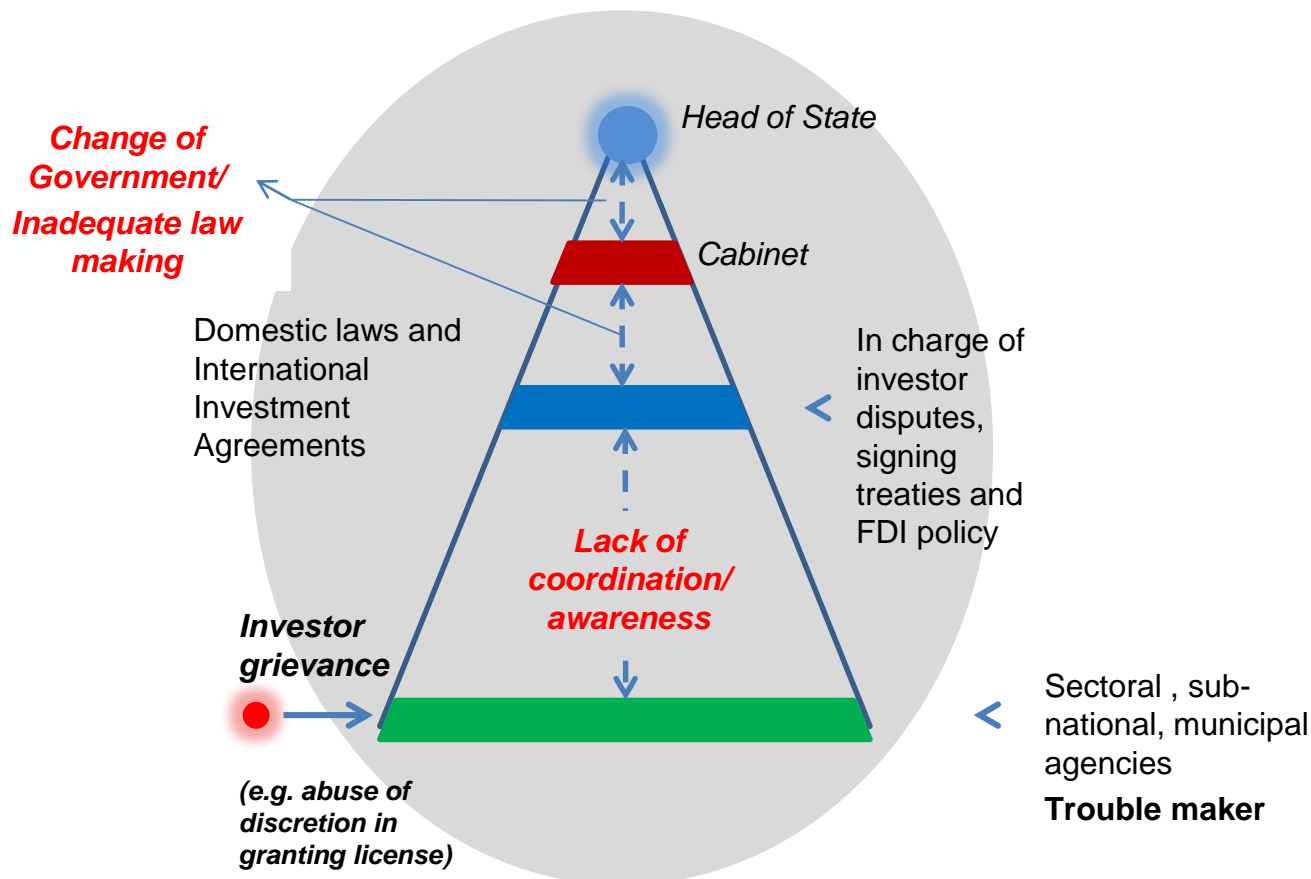 Head of State
Change of
Government/
Inadequate law
making
Cabinet
Domestic laws and
International
Investment
Agreements
In charge of
investor
disputes,
signing
treaties and
FDI policy
Lack of
coordination/
awareness
Investor
grievance
(e.g. abuse of
discretion in
granting license)
Sectoral , sub-
national, municipal
agencies
Trouble maker